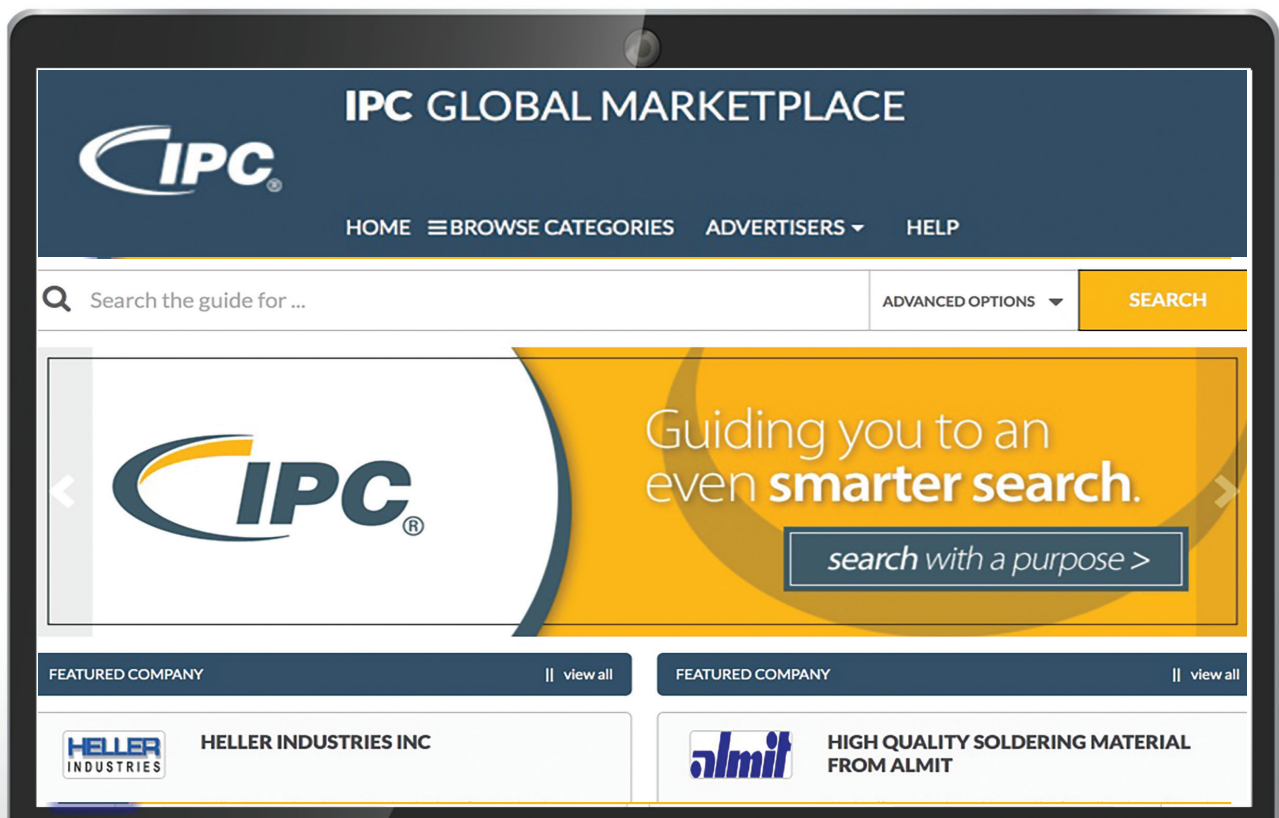 IPC GLOBAL MARKETPLACE
IPC®
HOME BROWSE CATEGORIES ADVERTISERS HELP
Search the guide for ... ADVANCED OPTIONS SEARCH
IPC®
Guiding you to an
even smarter search.
search with a purpose >
FEATURED COMPANY || view all
FEATURED COMPANY || view all
HELLER
INDUSTRIES
HELLER INDUSTRIES INC
almit
HIGH QUALITY SOLDERING MATERIAL
FROM ALMIT